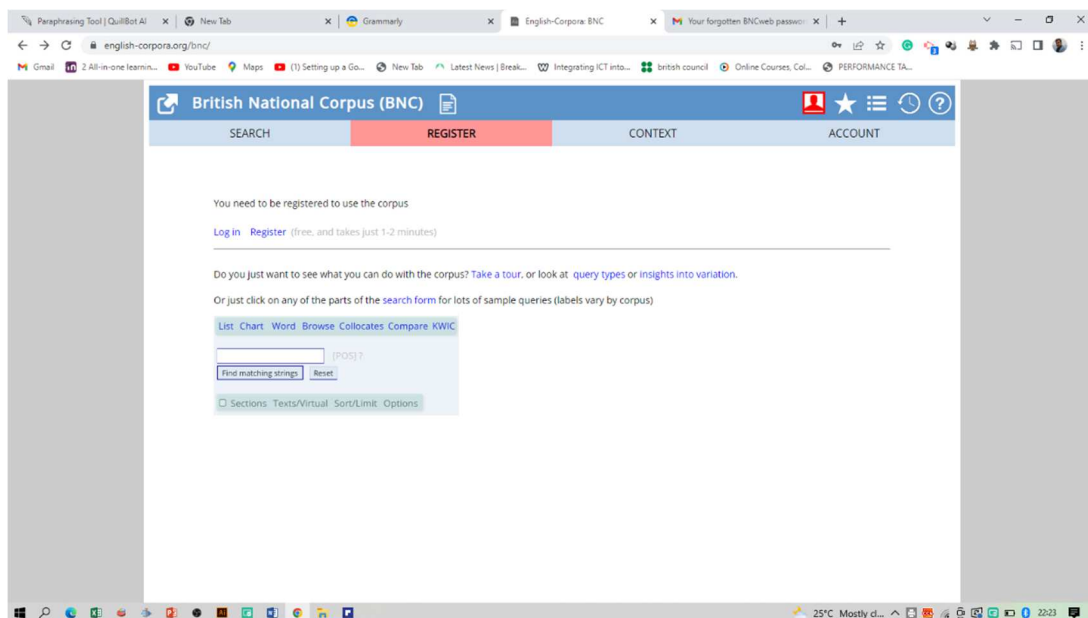 Paraphrasing Tool | QuillBot AI
New Tab
Grammarly
English-Corpora: BNC
Your forgotten BNCweb passwor
english-corpora.org/bnc/
Gmail
2 All-in-one learnin...
YouTube
Maps
(1) Setting up a Go...
New Tab
Latest News | Break...
Integrating ICT into...
british council
Online Courses, Col...
PERFORMANCE TA...
British National Corpus (BNC)
SEARCH
REGISTER
CONTEXT
ACCOUNT
You need to be registered to use the corpus
Log in Register (free, and takes just 1-2 minutes)
Do you just want to see what you can do with the corpus? Take a tour, or look at query types or insights into variation.
Or just click on any of the parts of the search form for lots of sample queries (labels vary by corpus)
List Chart Word Browse Collocates Compare KWIC
[POS] ?
Find matching strings Reset
Sections Texts/Virtual Sort/Limit Options
25°C Mostly cl... 22:23